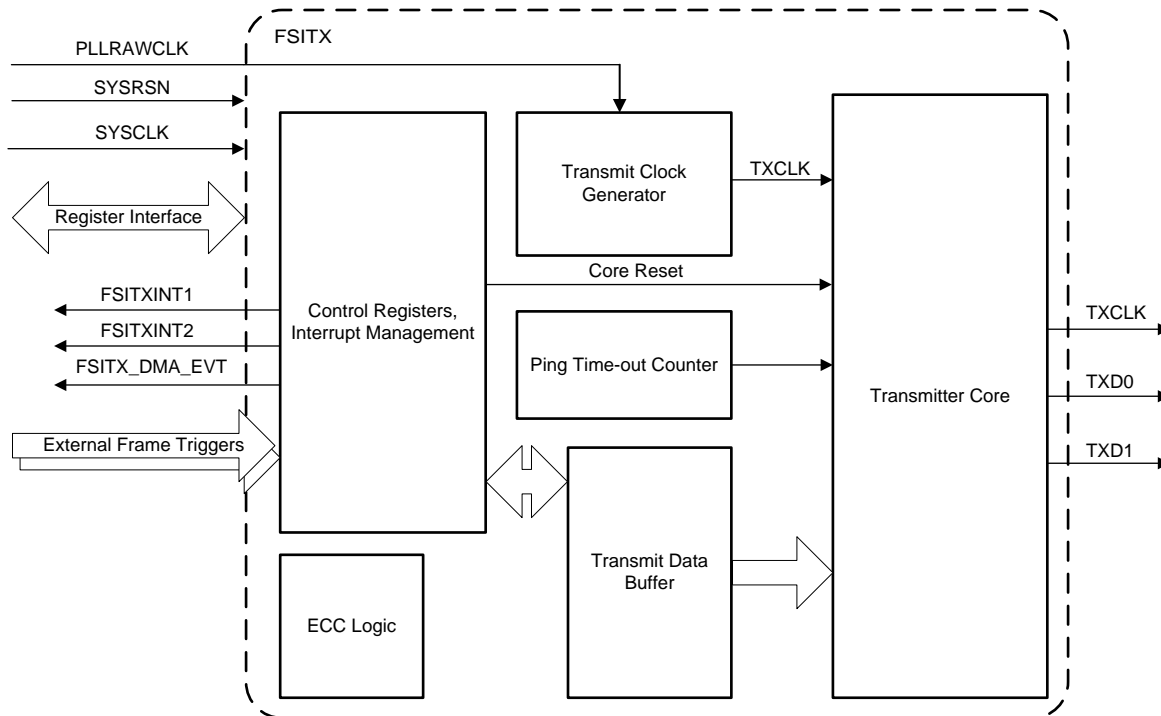 FSITX
PLLRAWCLK
SYSRSN
SYSCLK
Register Interface
FSITXINT1
FSITXINT2
FSITX_DMA_EVT
External Frame Triggers
Control Registers,
Interrupt Management
ECC Logic
Transmit Clock
Generator
TXCLK
Core Reset
Ping Time-out Counter
Transmit Data
Buffer
Transmitter Core
TXCLK
TXD0
TXD1